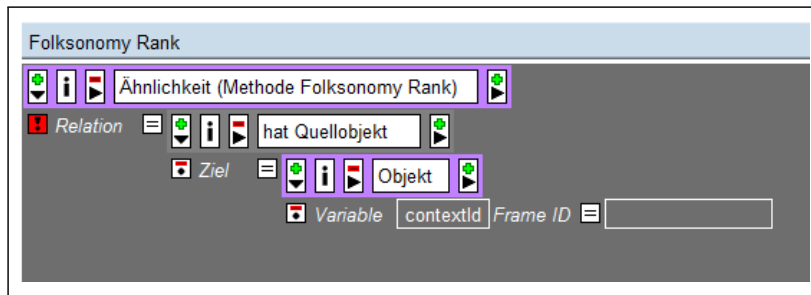 Folksonomy Rank
i Ähnlichkeit (Methode Folksonomy Rank)
! Relation = i hat Quellobjekt
Ziel = i Objekt
Variable contextId Frame ID =